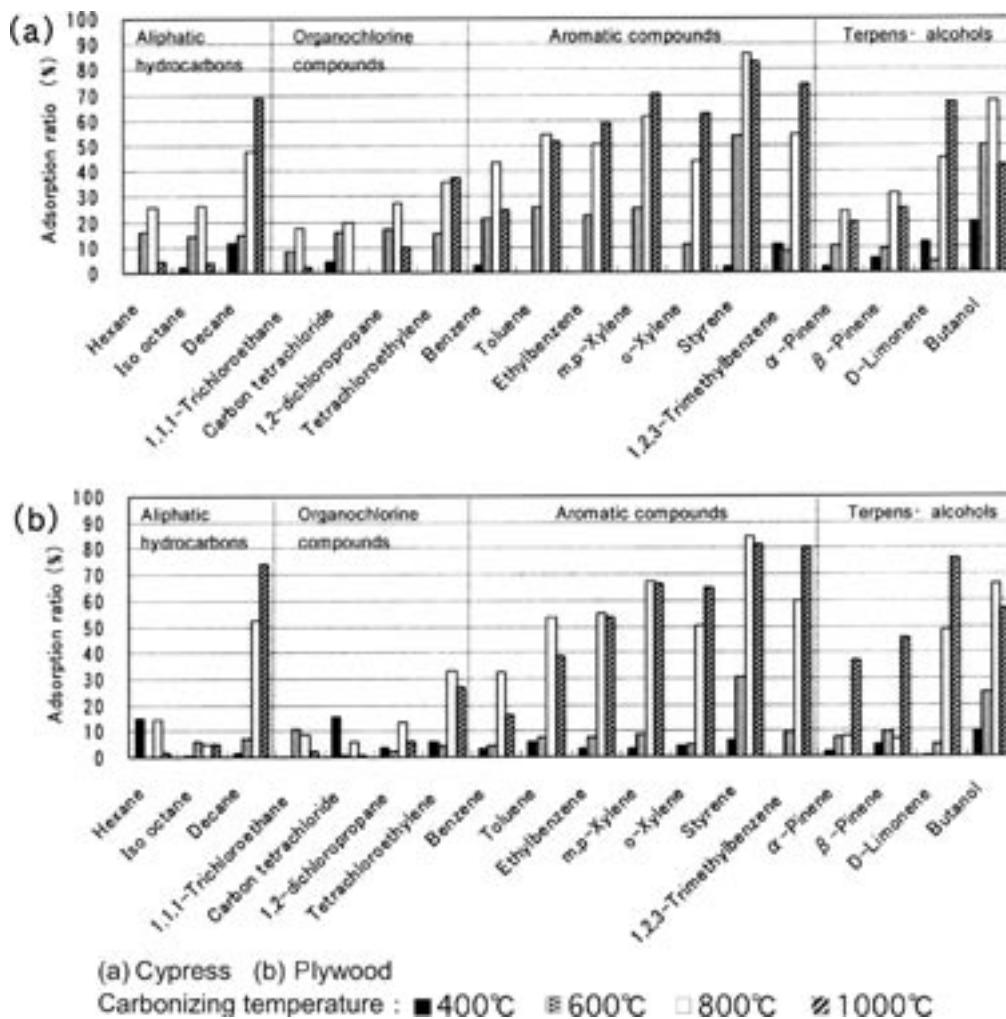 (a)
Adsorption ratio (%)
100
90
80
70
60
50
40
30
20
10
0
Aliphatic hydrocarbons
Organochlorine compounds
Aromatic compounds
Terpens· alcohols
Hexane
Iso octane
Decane
1,1,1-Trichloroethane
Carbon tetrachloride
1,2-dichloropropane
Tetrachloroethylene
Benzene
Toluene
Ethylbenzene
m,p-Xylene
o-Xylene
Styrene
1,2,3-Trimethylbenzene
α-Pinene
β-Pinene
D-Limonene
Butanol
(b)
Adsorption ratio (%)
100
90
80
70
60
50
40
30
20
10
0
Aliphatic hydrocarbons
Organochlorine compounds
Aromatic compounds
Terpens· alcohols
Hexane
Iso octane
Decane
1,1,1-Trichloroethane
Carbon tetrachloride
1,2-dichloropropane
Tetrachloroethylene
Benzene
Toluene
Ethylbenzene
m,p-Xylene
o-Xylene
Styrene
1,2,3-Trimethylbenzene
α-Pinene
β-Pinene
D-Limonene
Butanol
(a) Cypress (b) Plywood
Carbonizing temperature : 400℃ 600℃ 800℃ 1000℃